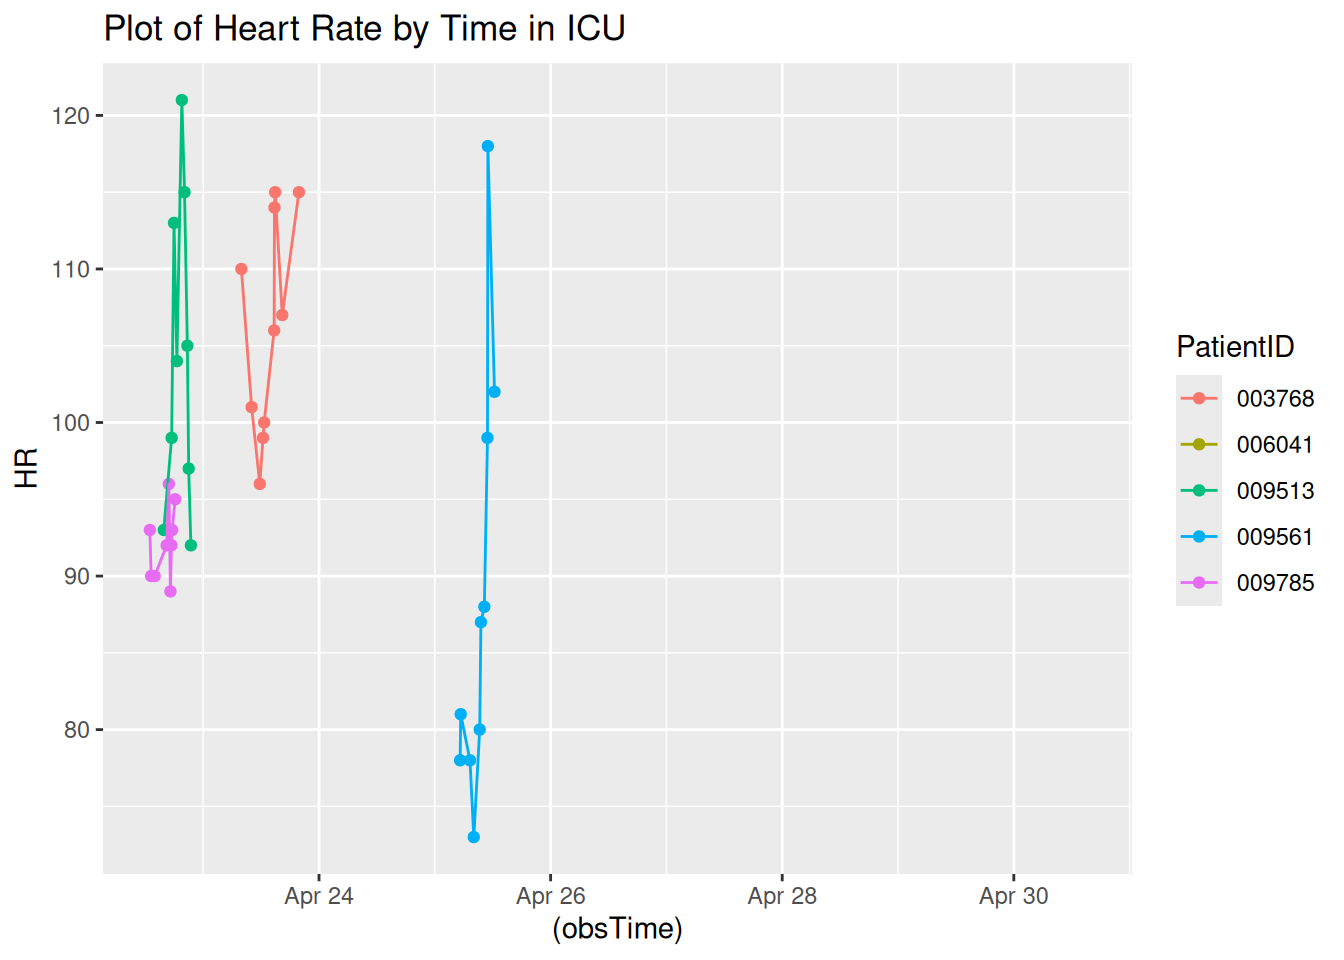 Plot of Heart Rate by Time in ICU
120
110
100
90
80
HR
Apr 24
Apr 26
Apr 28
Apr 30
(obsTime)
PatientID
003768
006041
009513
009561
009785